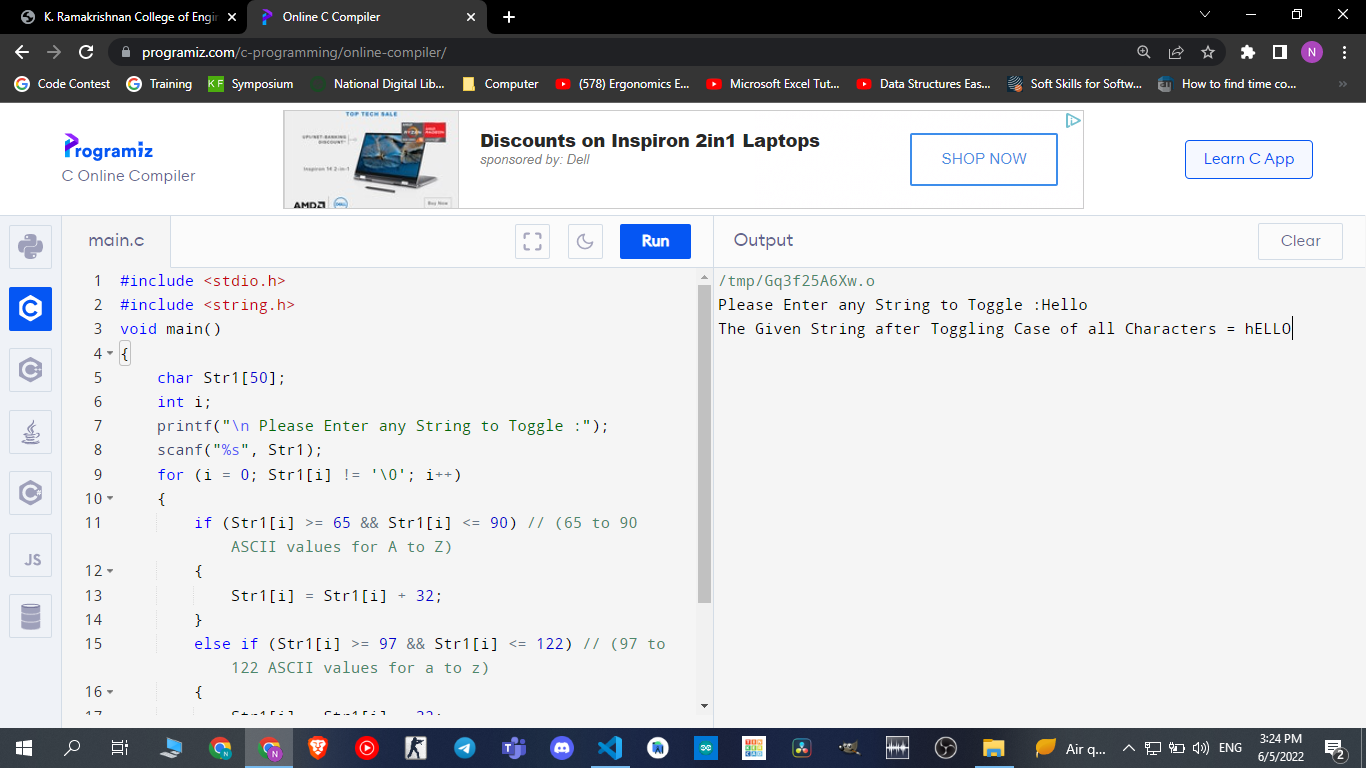 K. Ramakrishnan College of Engin
Online C Compiler
programiz.com/c-programming/online-compiler/
N
Code Contest
Training
KF Symposium
National Digital Lib...
Computer
(578) Ergonomics E...
Microsoft Excel Tut...
Data Structures Eas...
Soft Skills for Softw...
How to find time co...
»
Programiz
C Online Compiler
TOP TECH SALE
UPI/NET-BANKING
DISCOUNT*
Inspiron 14 2-in-1
AMD
DELL
Buy Now
Discounts on Inspiron 2in1 Laptops
sponsored by: Dell
SHOP NOW
Learn C App
main.c
Run
Output
Clear
JS
1 #include <stdio.h>
2 #include <string.h>
3 void main()
4 {
5 char Str1[50];
6 int i;
7 printf("\n Please Enter any String to Toggle :");
8 scanf("%s", Str1);
9 for (i = 0; Str1[i] != '\0'; i++)
10 {
11 if (Str1[i] >= 65 && Str1[i] <= 90) // (65 to 90
ASCII values for A to Z)
12 {
13 Str1[i] = Str1[i] + 32;
14 }
15 else if (Str1[i] >= 97 && Str1[i] <= 122) // (97 to
122 ASCII values for a to z)
16 {
/tmp/Gq3f25A6Xw.o
Please Enter any String to Toggle :Hello
The Given String after Toggling Case of all Characters = hELLO
Air q...
ENG
3:24 PM
6/5/2022
2